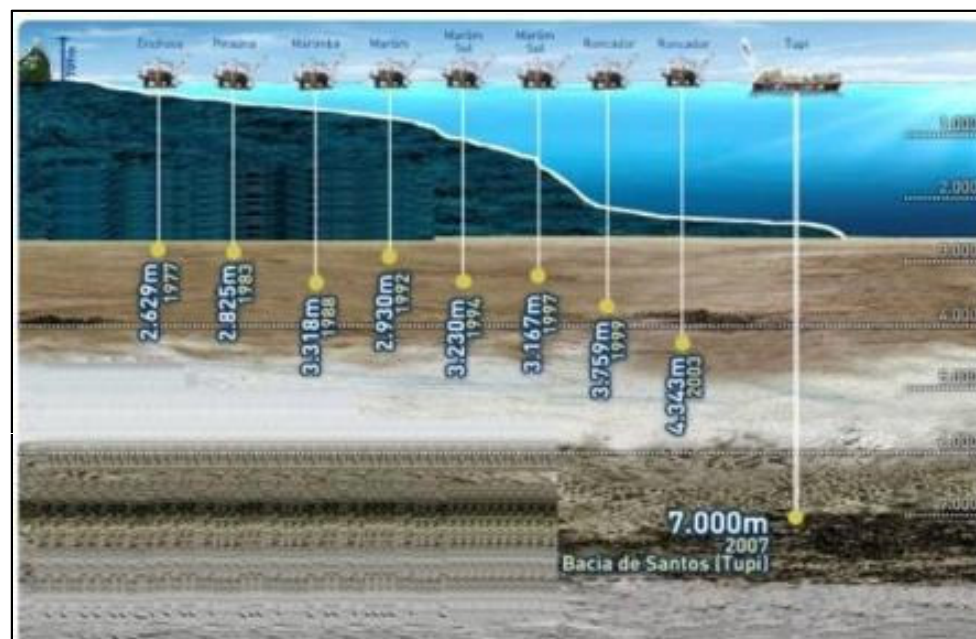 Enchova
Piraúna
Marimbá
Marlim
Marlim
Sul
Marlim
Sul
Roncador
Roncador
Tupi
1.000
2.000
3.000
4.000
5.000
6.000
7.000
2.629m
1977
2.825m
1983
3.318m
1988
2.930m
1992
3.230m
1994
3.167m
1997
3.759m
1999
4.343m
2003
7.000m
2007
Bacia de Santos (Tupi)